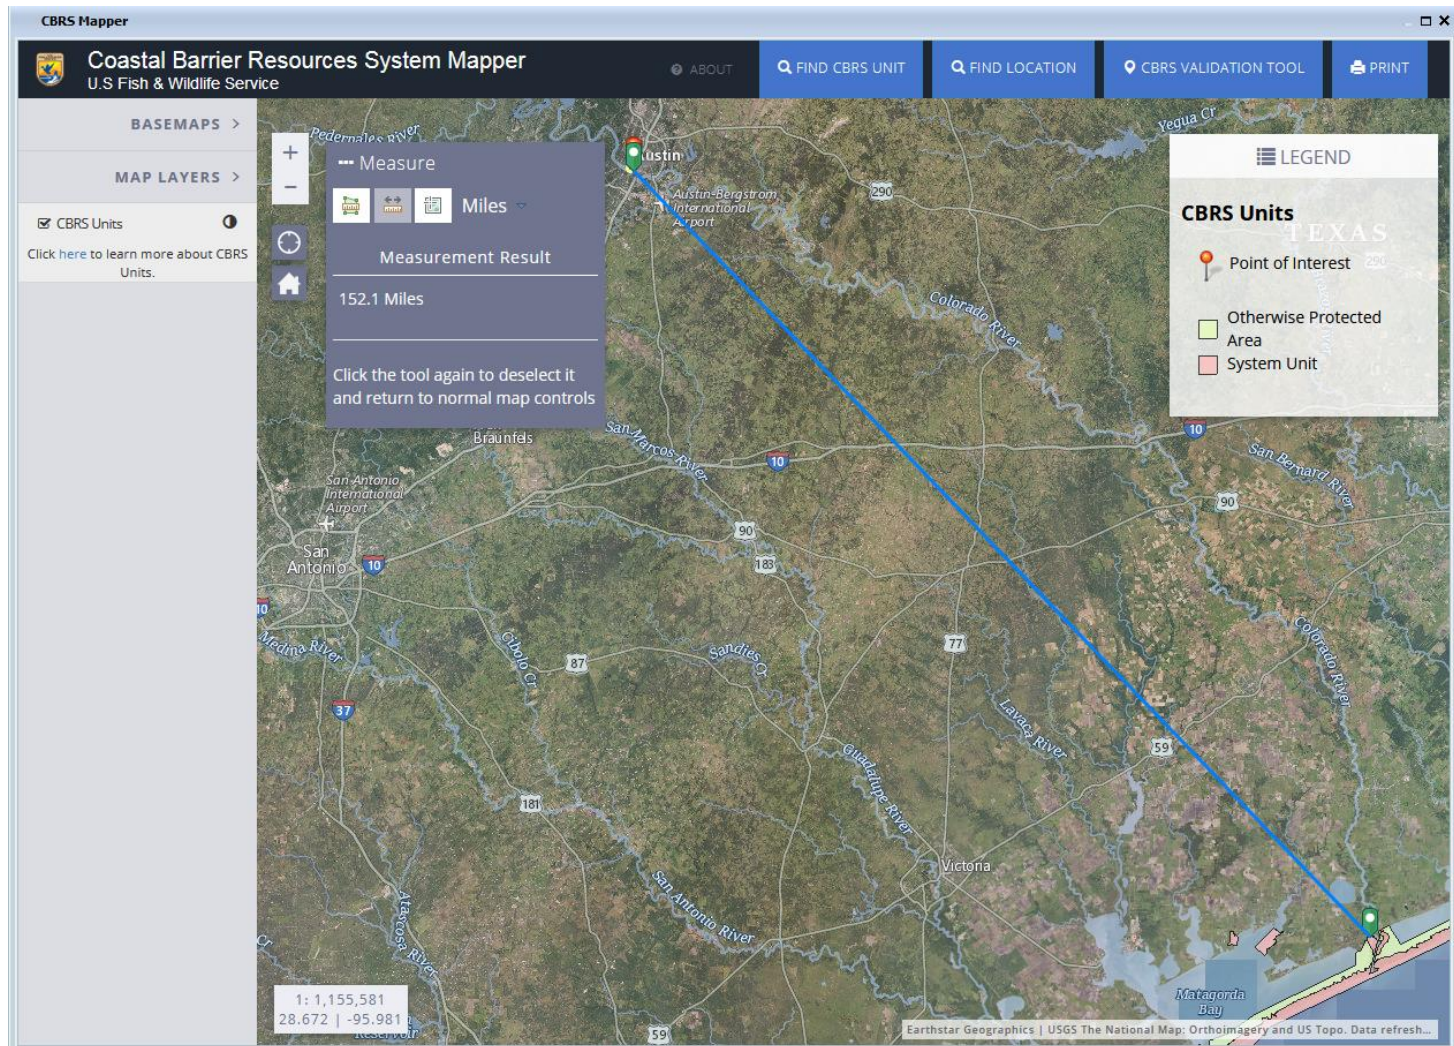 CBRS Mapper
Coastal Barrier Resources System Mapper
U.S Fish & Wildlife Service
ABOUT
FIND CBRS UNIT
FIND LOCATION
CBRS VALIDATION TOOL
PRINT
BASEMAPS >
MAP LAYERS >
CBRS Units
Click here to learn more about CBRS
Units.
+
−
Measure
Miles
Measurement Result
152.1 Miles
Click the tool again to deselect it
and return to normal map controls
LEGEND
CBRS Units
Point of Interest
Otherwise Protected
Area
System Unit
TEXAS
290
Pedernales River
Yegua Cr
Austin
Austin-Bergstrom
International
Airport
290
Colorado River
Braunfels
San Marcos River
10
10
San Bernard River
San Antonio
International
Airport
90
90
San
Antonio
10
183
10
Medina River
Cibolo Cr
87
Sandies Cr
77
Colorado River
37
Lavaca River
59
Guadalupe River
181
Victoria
San Antonio River
Atascosa River
Cr
Matagorda
Bay
59
1: 1,155,581
28.672 | -95.981
Reservoir
Earthstar Geographics | USGS The National Map: Orthoimagery and US Topo. Data refresh...